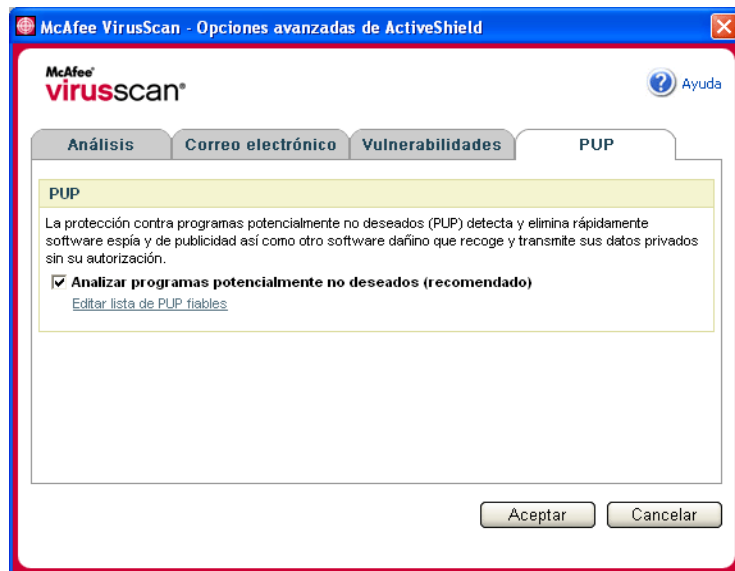 McAfee VirusScan - Opciones avanzadas de ActiveShield
McAfee®
virusscan®
Ayuda
Análisis
Correo electrónico
Vulnerabilidades
PUP
PUP
La protección contra programas potencialmente no deseados (PUP) detecta y elimina rápidamente
software espía y de publicidad así como otro software dañino que recoge y transmite sus datos privados
sin su autorización.
Analizar programas potencialmente no deseados (recomendado)
Editar lista de PUP fiables
Aceptar
Cancelar